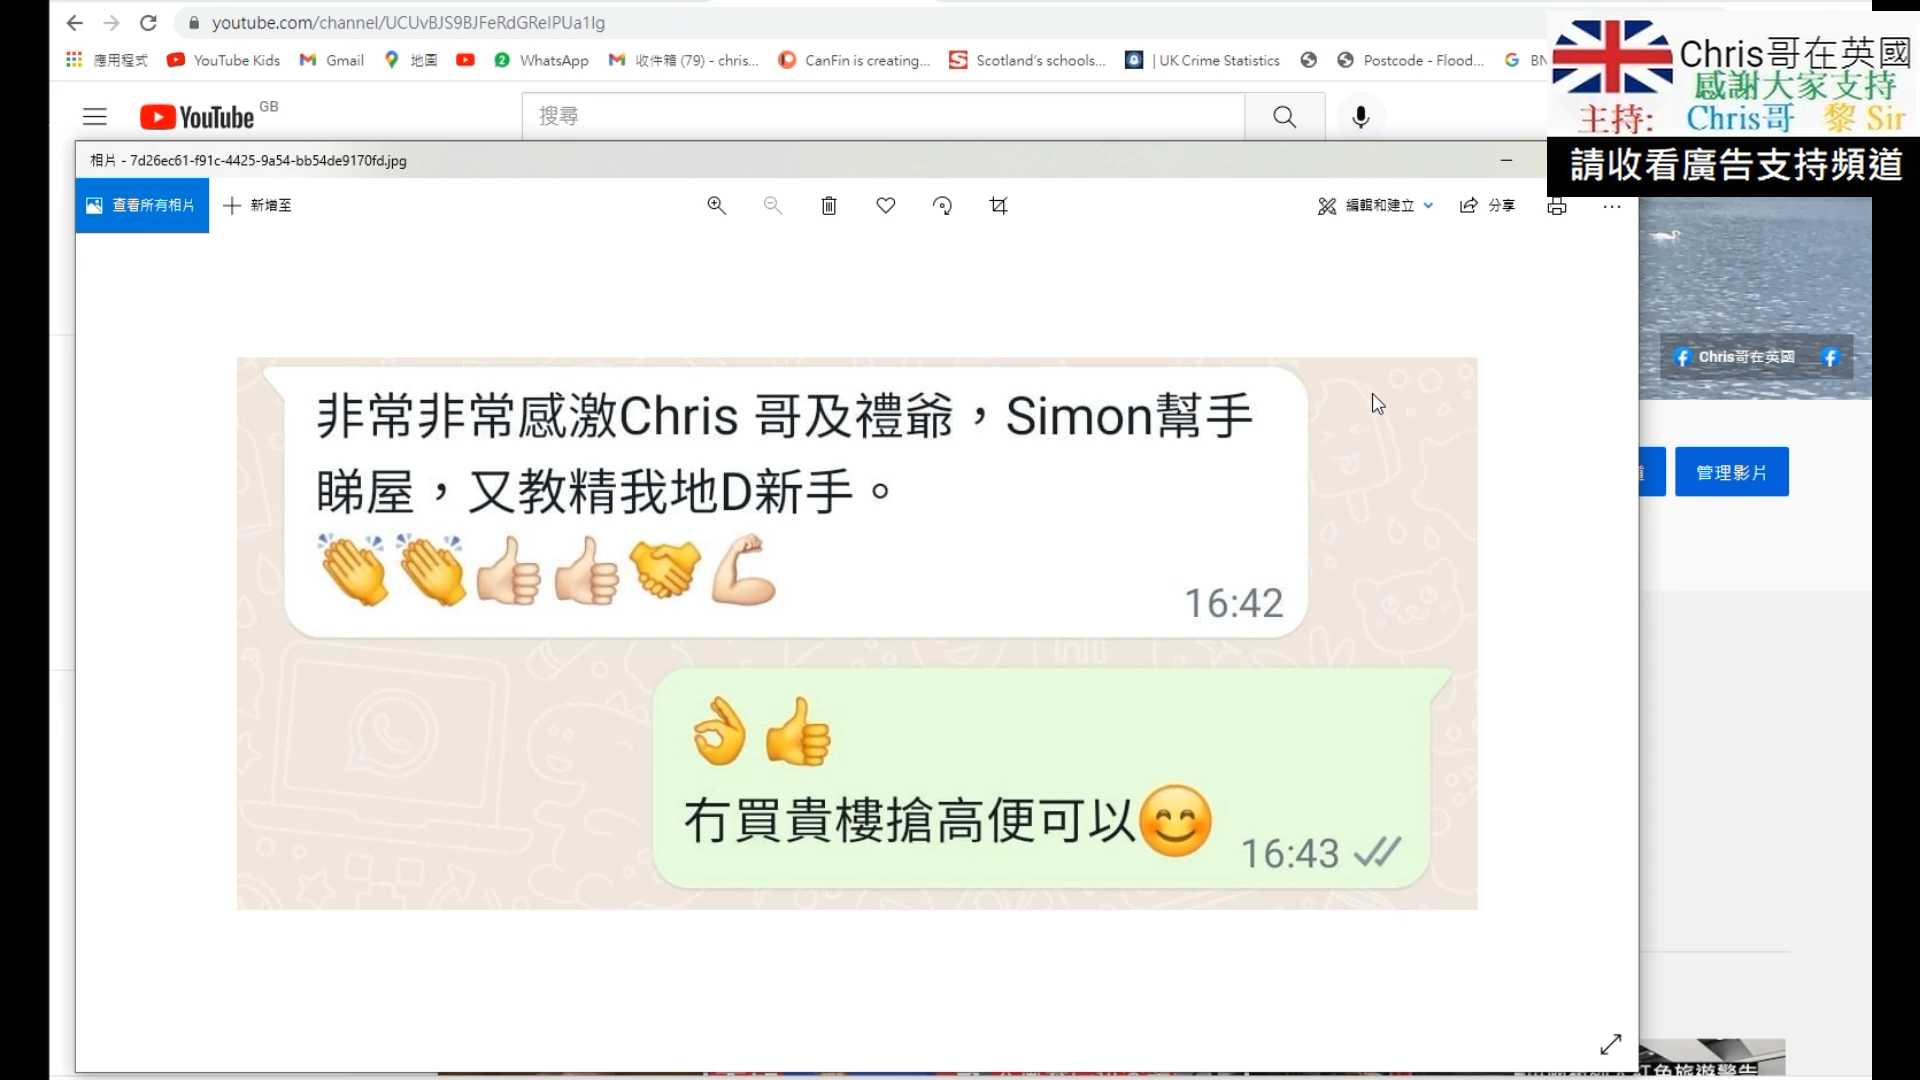 youtube.com/channel/UCUvBJS9BJFeRdGRelPUa1lg
應用程式 YouTube Kids Gmail 地圖 WhatsApp 收件箱 (79) - chris... CanFin is creating... Scotland's schools... | UK Crime Statistics Postcode - Flood... BN
YouTube GB
搜尋
Chris哥在英國
感謝大家支持
主持: Chris哥 黎 Sir
請收看廣告支持頻道
相片 - 7d26ec61-f91c-4425-9a54-bb54de9170fd.jpg
查看所有相片 新增至 編輯和建立 分享
Chris哥在英國
管理影片
非常非常感激Chris 哥及禮爺，Simon幫手
睇屋，又教精我地D新手。
👏👏👍🏻👍🏻🤝💪🏻
16:42
👌👍
冇買貴樓搶高便可以😊
16:43